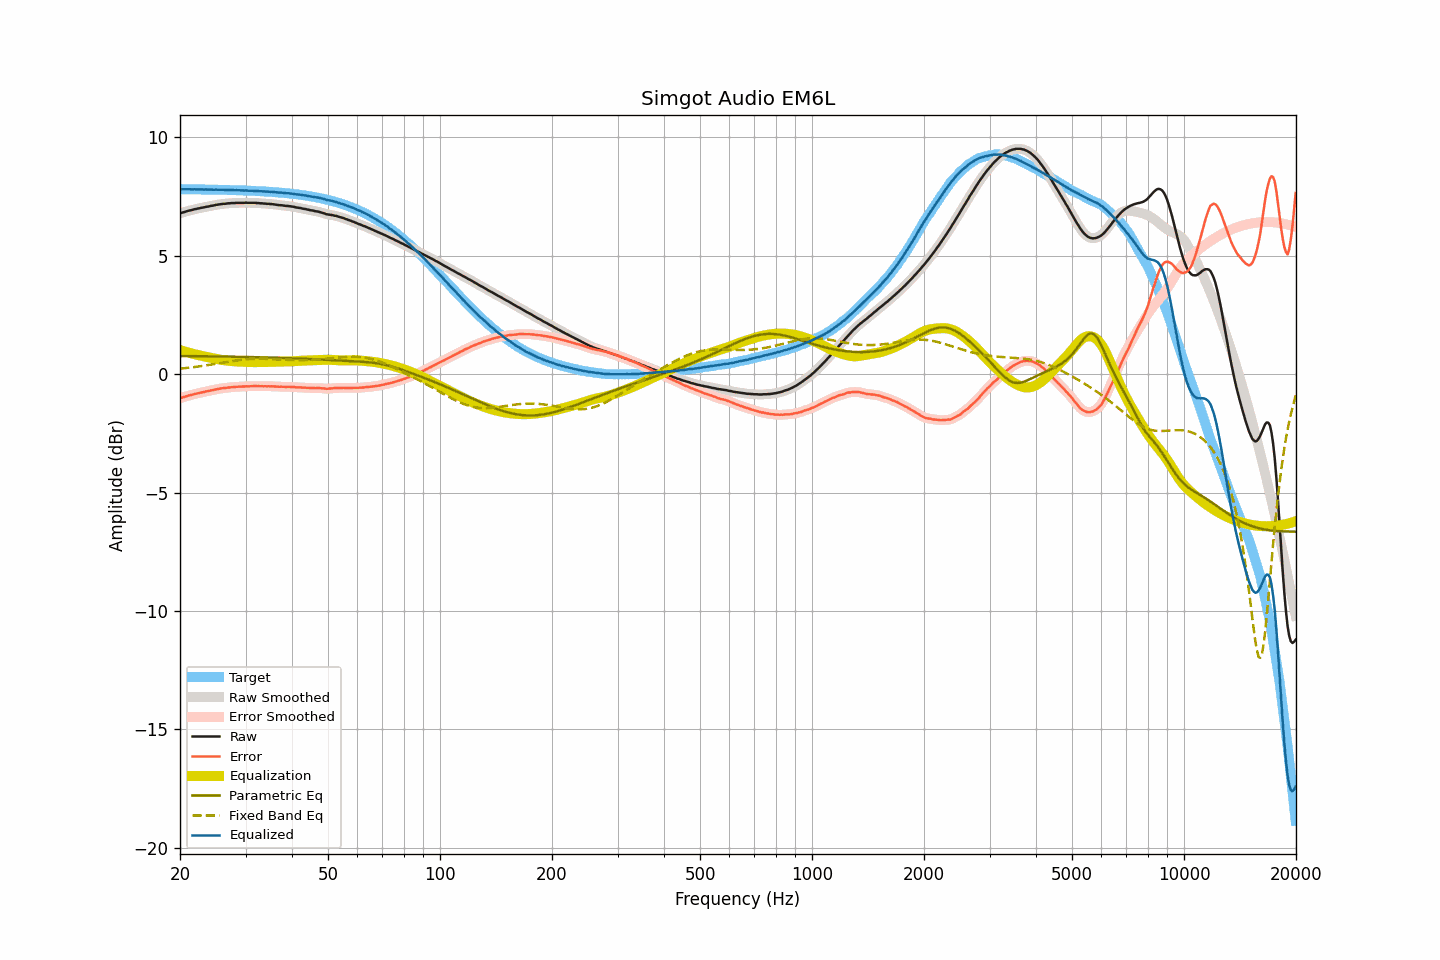 Simgot Audio EM6L
Amplitude (dBr)
10
5
0
−5
−10
−15
−20
Target
Raw Smoothed
Error Smoothed
Raw
Error
Equalization
Parametric Eq
Fixed Band Eq
Equalized
20 50 100 200 500 1000 2000 5000 10000 20000
Frequency (Hz)